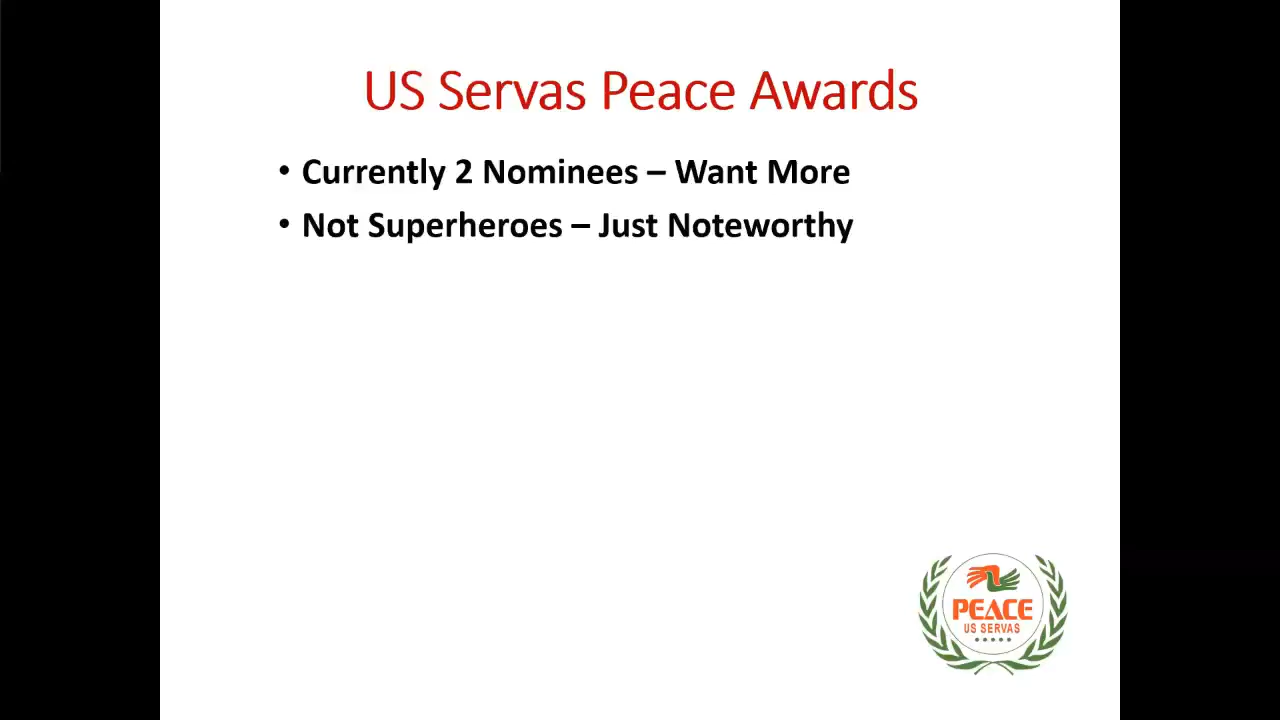 US Servas Peace Awards
• Currently 2 Nominees – Want More
• Not Superheroes – Just Noteworthy
PEACE
US SERVAS